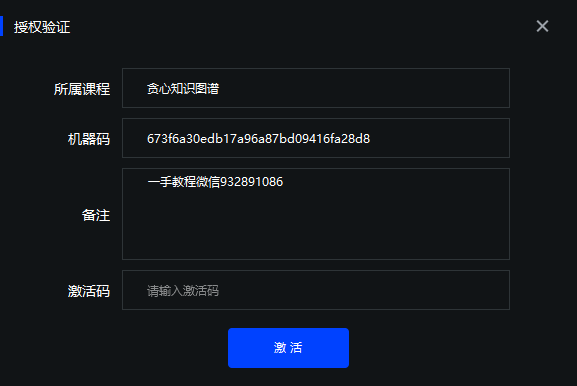 授权验证
所属课程 贪心知识图谱
机器码 673f6a30edb17a96a87bd09416fa28d8
备注 一手教程微信932891086
激活码 请输入激活码
激 活